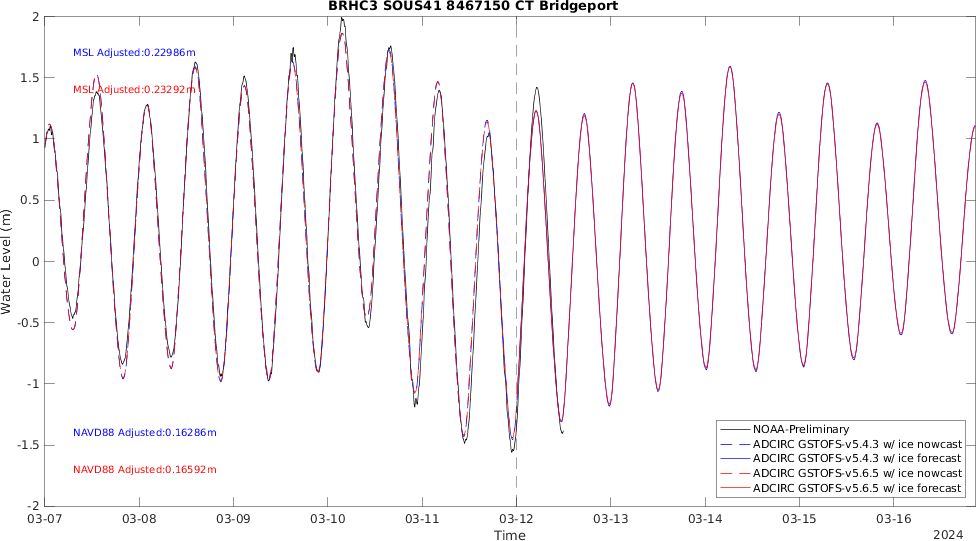 BRHC3 SOUS41 8467150 CT Bridgeport
2
1.5
1
0.5
0
-0.5
-1
-1.5
-2
Water Level (m)
MSL Adjusted:0.22986m
MSL Adjusted:0.23292m
NAVD88 Adjusted:0.16286m
NAVD88 Adjusted:0.16592m
NOAA-Preliminary
ADCIRC GSTOFS-v5.4.3 w/ ice nowcast
ADCIRC GSTOFS-v5.4.3 w/ ice forecast
ADCIRC GSTOFS-v5.6.5 w/ ice nowcast
ADCIRC GSTOFS-v5.6.5 w/ ice forecast
03-07 03-08 03-09 03-10 03-11 03-12 03-13 03-14 03-15 03-16
Time
2024